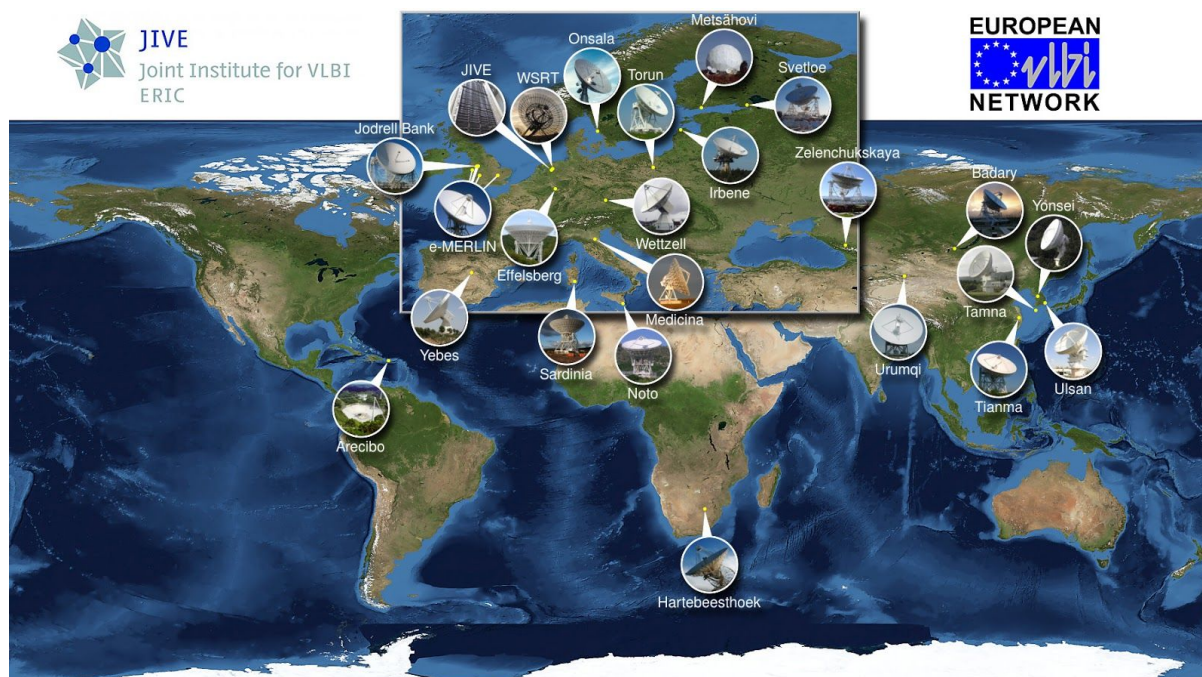 JIVE
Joint Institute for VLBI
ERIC
EUROPEAN
vlbi
NETWORK
Metsähovi
Onsala
JIVE
WSRT
Torun
Svetloe
Jodrell Bank
Zelenchukskaya
Irbene
Badary
Yonsei
e-MERLIN
Wettzell
Effelsberg
Tamna
Medicina
Yebes
Sardinia
Noto
Urumqi
Ulsan
Tianma
Arecibo
Hartebeesthoek